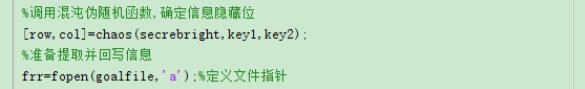 %调用混沌伪随机函数,确定信息隐藏位
[row,col]=chaos(secrebright,key1,key2);
%准备提取并回写信息
frr=fopen(goalfile,'a');%定义文件指针